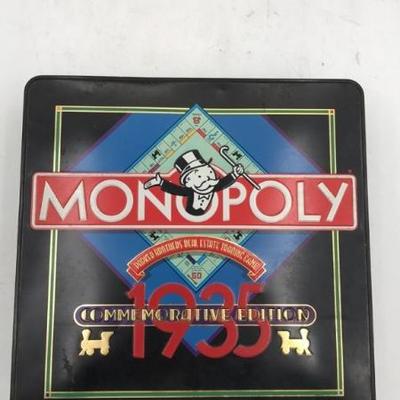 MONOPOLY
PARKER BROTHERS REAL ESTATE TRADING GAME
1935
COMMEMORATIVE EDITION